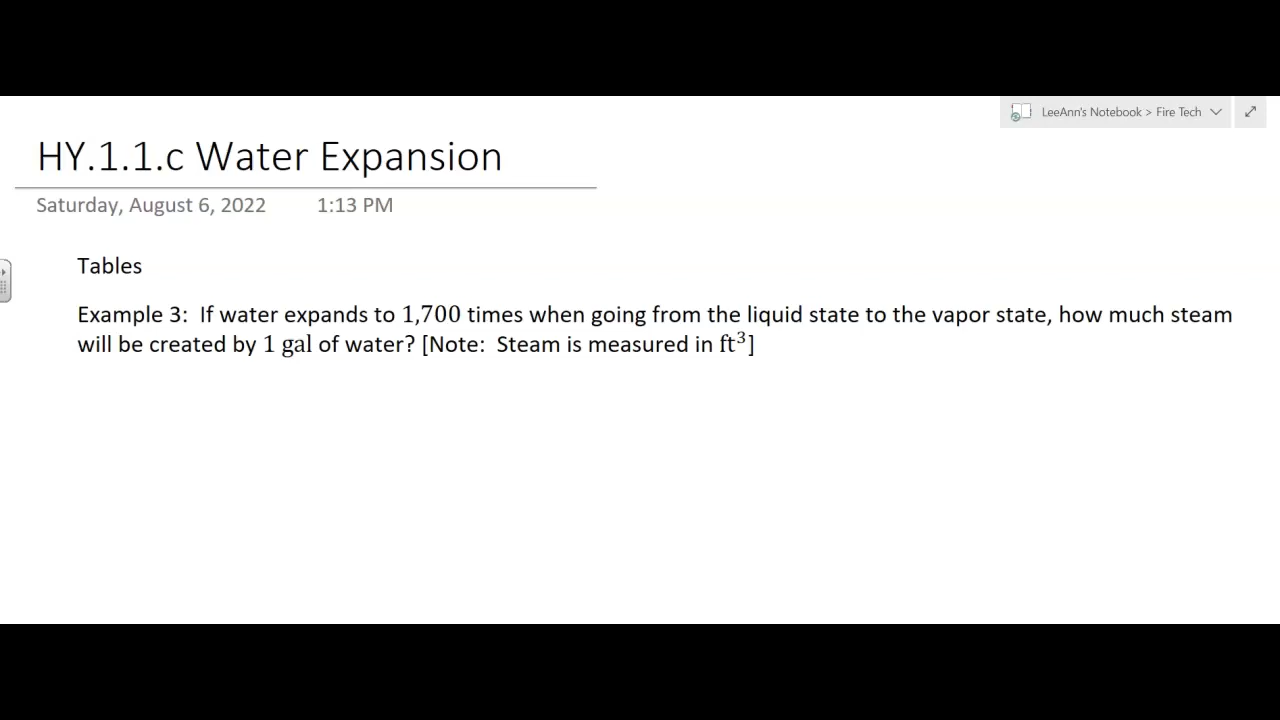 LeeAnn's Notebook > Fire Tech
HY.1.1.c Water Expansion
Saturday, August 6, 2022 1:13 PM
Tables
Example 3: If water expands to 1,700 times when going from the liquid state to the vapor state, how much steam
will be created by 1 gal of water? [Note: Steam is measured in ft³]